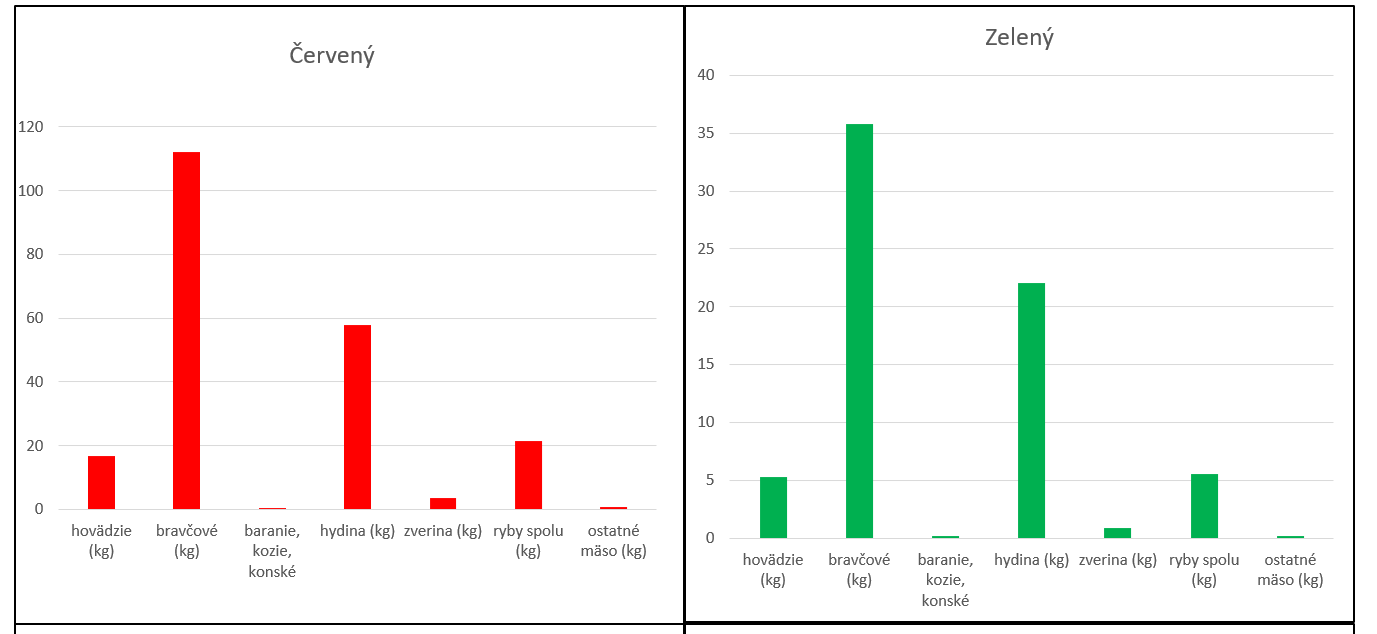 Červený
120
100
80
60
40
20
0
hovädzie
(kg)
bravčové
(kg)
baranie,
kozie,
konské
hydina (kg)
zverina (kg)
ryby spolu
(kg)
ostatné
mäso (kg)
Zelený
40
35
30
25
20
15
10
5
0
hovädzie
(kg)
bravčové
(kg)
baranie,
kozie,
konské
hydina (kg)
zverina (kg)
ryby spolu
(kg)
ostatné
mäso (kg)